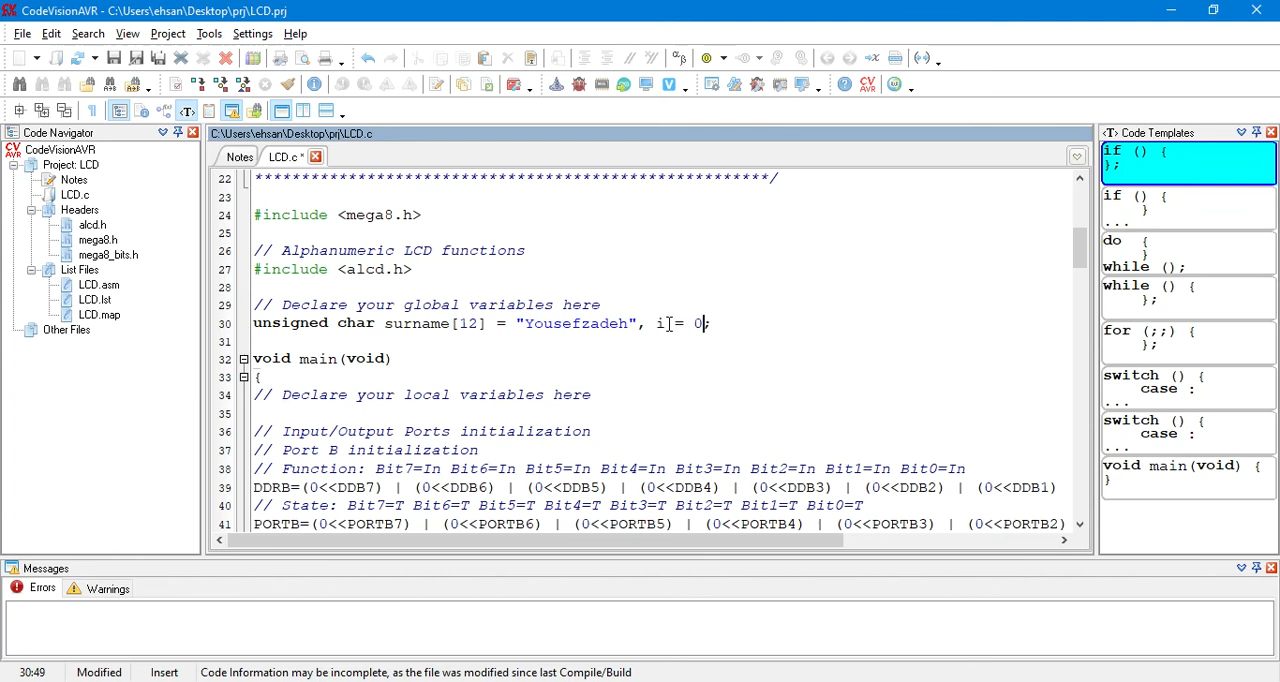 CodeVisionAVR - C:\Users\ehsan\Desktop\prj\LCD.prj
File Edit Search View Project Tools Settings Help
Code Navigator
CodeVisionAVR
Project: LCD
Notes
LCD.c
Headers
alcd.h
mega8.h
mega8_bits.h
List Files
LCD.asm
LCD.lst
LCD.map
Other Files
C:\Users\ehsan\Desktop\prj\LCD.c
Notes LCD.c *
22 *******************************************************/
23
24 #include <mega8.h>
25
26 // Alphanumeric LCD functions
27 #include <alcd.h>
28
29 // Declare your global variables here
30 unsigned char surname[12] = "Yousefzadeh", i = 0;
31
32 void main(void)
33 {
34 // Declare your local variables here
35
36 // Input/Output Ports initialization
37 // Port B initialization
38 // Function: Bit7=In Bit6=In Bit5=In Bit4=In Bit3=In Bit2=In Bit1=In Bit0=In
39 DDRB=(0<<DDB7) | (0<<DDB6) | (0<<DDB5) | (0<<DDB4) | (0<<DDB3) | (0<<DDB2) | (0<<DDB1)
40 // State: Bit7=T Bit6=T Bit5=T Bit4=T Bit3=T Bit2=T Bit1=T Bit0=T
41 PORTB=(0<<PORTB7) | (0<<PORTB6) | (0<<PORTB5) | (0<<PORTB4) | (0<<PORTB3) | (0<<PORTB2)
<T> Code Templates
if () {
};
if () {
}
...
do {
}
while ();
while () {
};
for (;;) {
};
switch () {
case :
...
switch () {
case :
...
void main(void) {
}
Messages
Errors Warnings
30:49 Modified Insert Code Information may be incomplete, as the file was modified since last Compile/Build